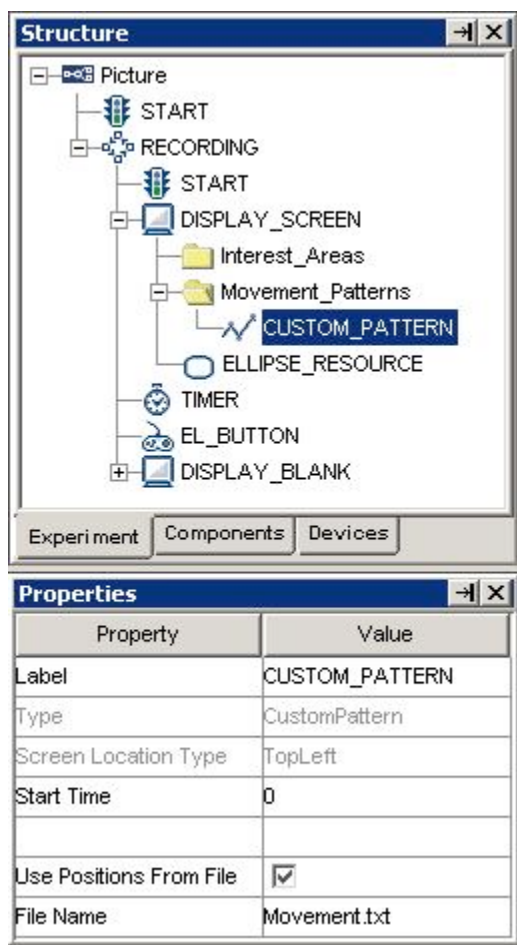 Structure
Picture
START
RECORDING
START
DISPLAY_SCREEN
Interest_Areas
Movement_Patterns
CUSTOM_PATTERN
ELLIPSE_RESOURCE
TIMER
EL_BUTTON
DISPLAY_BLANK
Experiment Components Devices
Properties
Property Value
Label CUSTOM_PATTERN
Type CustomPattern
Screen Location Type TopLeft
Start Time 0
Use Positions From File
File Name Movement.txt